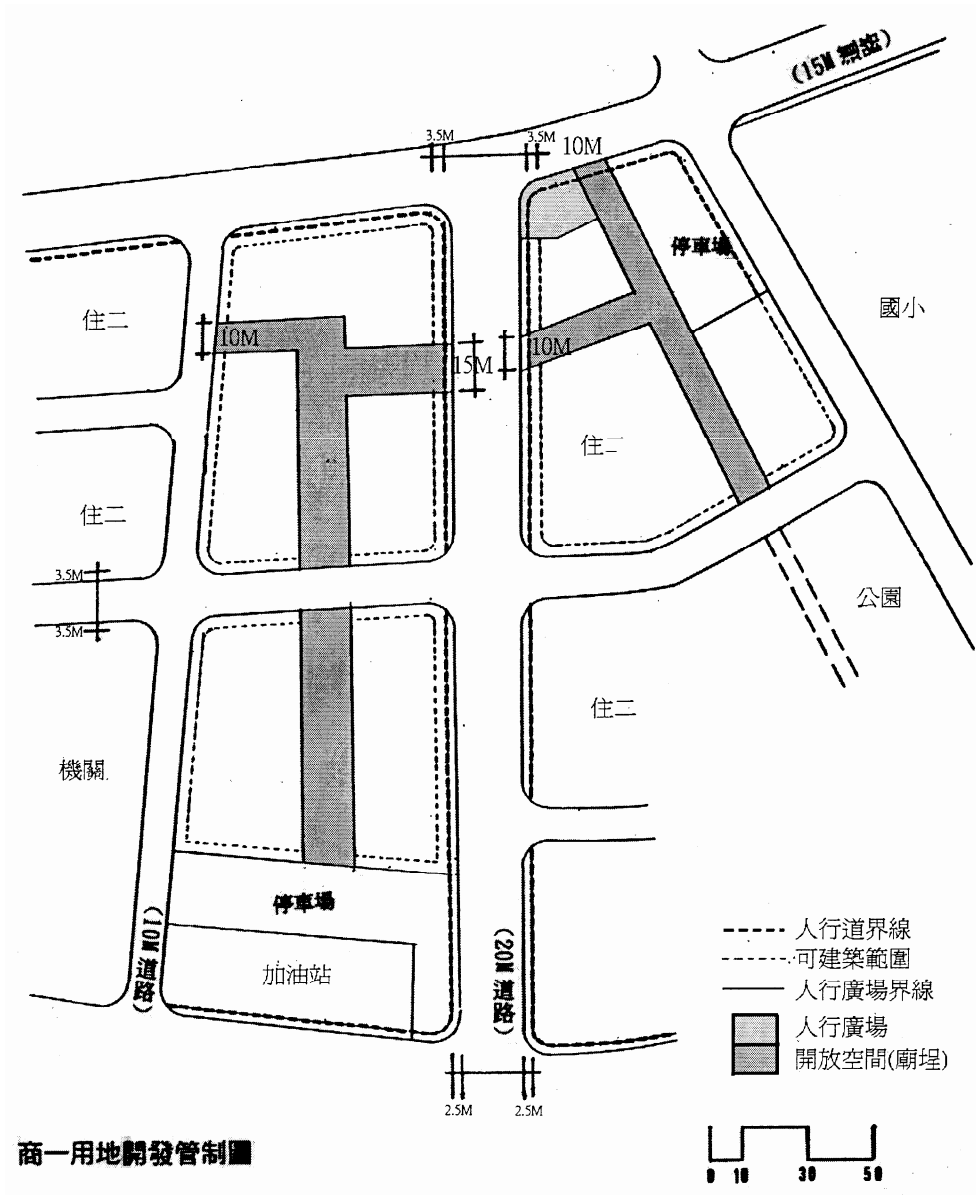 (15M 道路)
3.5M
3.5M
10M
停車場
住二
國小
10M
15M
10M
住二
住二
3.5M
3.5M
公園
住二
機關
停車場
(10M 道路)
(20M 道路)
加油站
人行道界線
可建築範圍
人行廣場界線
人行廣場
開放空間(廟埕)
2.5M
2.5M
商一用地開發管制圖
0 10 30 50